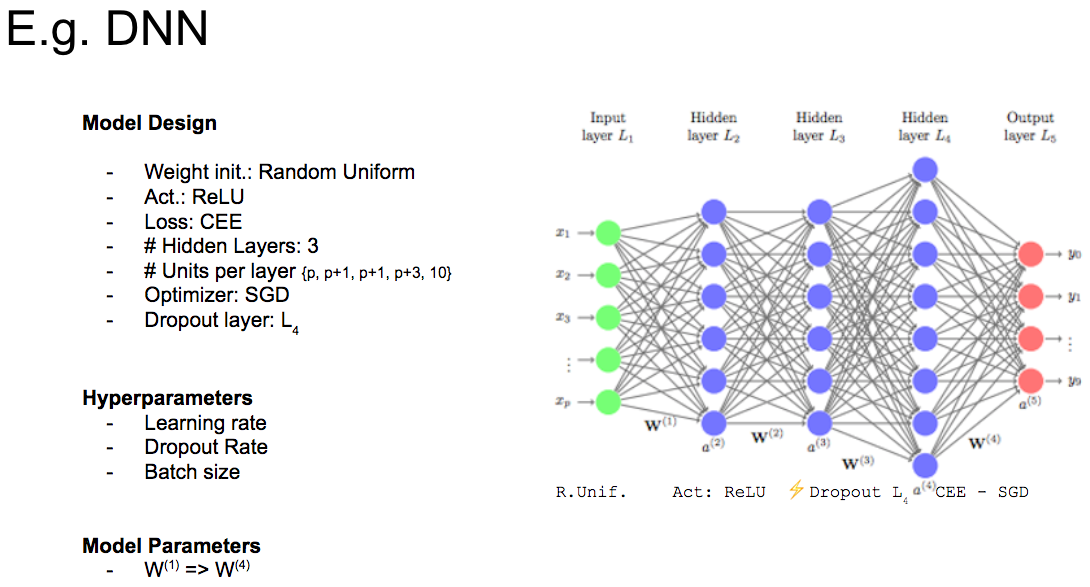 E.g. DNN
Model Design
- Weight init.: Random Uniform
- Act.: ReLU
- Loss: CEE
- # Hidden Layers: 3
- # Units per layer {p, p+1, p+1, p+3, 10}
- Optimizer: SGD
- Dropout layer: L₄
Hyperparameters
- Learning rate
- Dropout Rate
- Batch size
Model Parameters
- W⁽¹⁾ => W⁽⁴⁾
Input layer L₁
Hidden layer L₂
Hidden layer L₃
Hidden layer L₄
Output layer L₅
x₁
x₂
x₃
⋮
xₚ
W⁽¹⁾
a⁽²⁾
W⁽²⁾
a⁽³⁾
W⁽³⁾
a⁽⁴⁾
W⁽⁴⁾
a⁽⁵⁾
y₀
y₁
⋮
y₉
R.Unif. Act: ReLU ⚡Dropout L₄ CEE - SGD